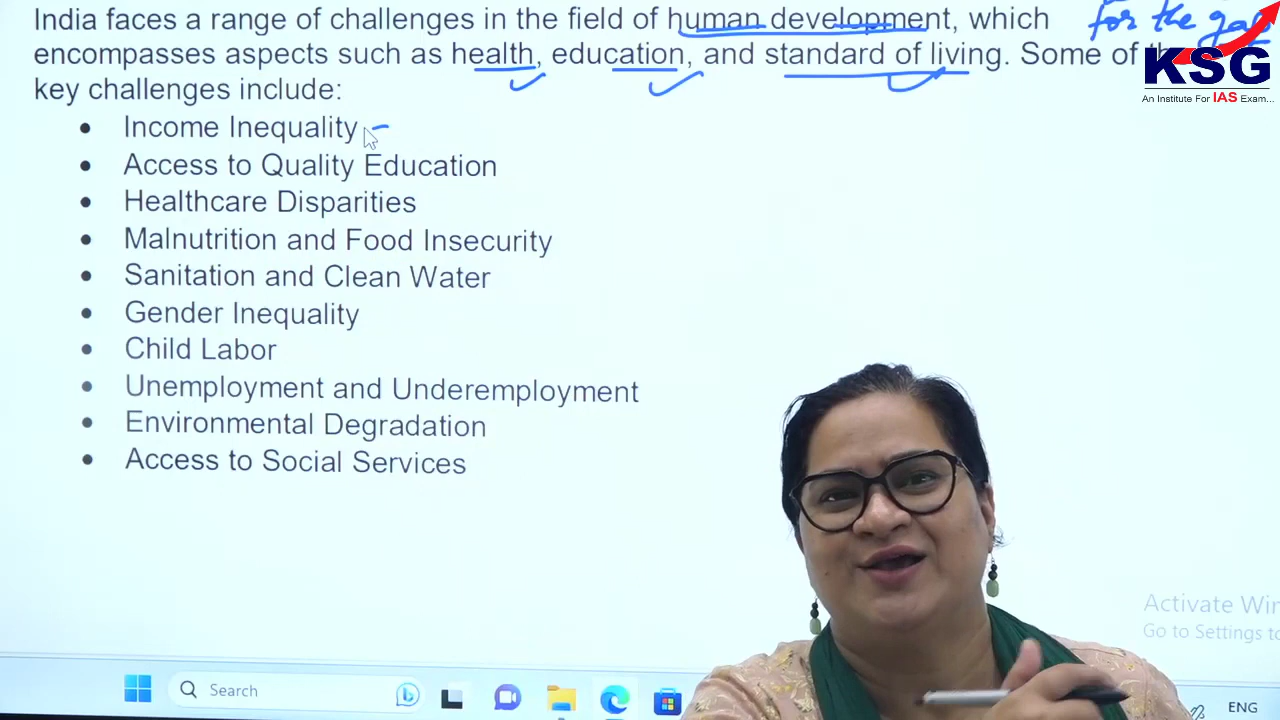 India faces a range of challenges in the field of human development, which
for the gap
encompasses aspects such as health, education, and standard of living. Some of the
key challenges include:
KSG
An Institute For IAS Exam...
• Income Inequality
• Access to Quality Education
• Healthcare Disparities
• Malnutrition and Food Insecurity
• Sanitation and Clean Water
• Gender Inequality
• Child Labor
• Unemployment and Underemployment
• Environmental Degradation
• Access to Social Services
Activate Win
Go to Settings to
Search
ENG